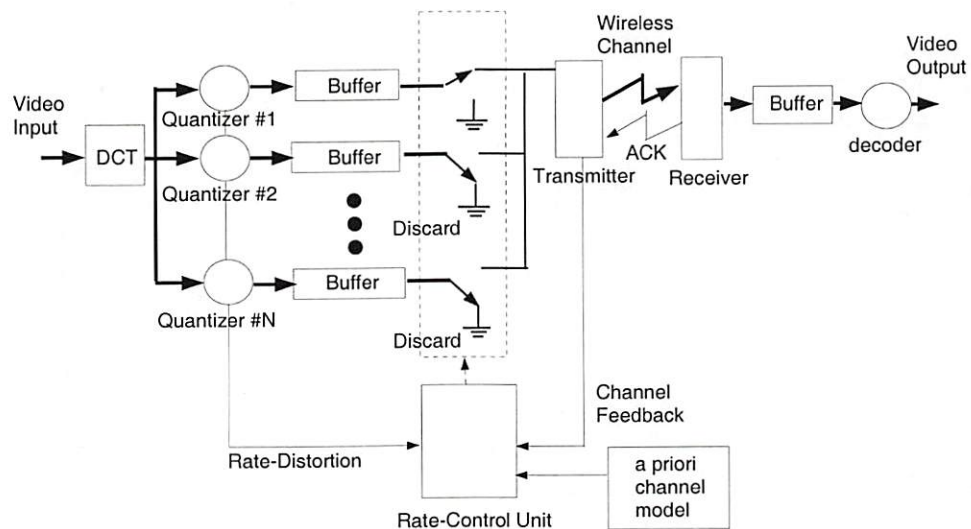 Video
Input
DCT
Quantizer #1
Quantizer #2
Quantizer #N
Buffer
Buffer
Buffer
Discard
Discard
Wireless
Channel
ACK
Transmitter
Receiver
Buffer
decoder
Video
Output
Channel
Feedback
Rate-Distortion
Rate-Control Unit
a priori
channel
model